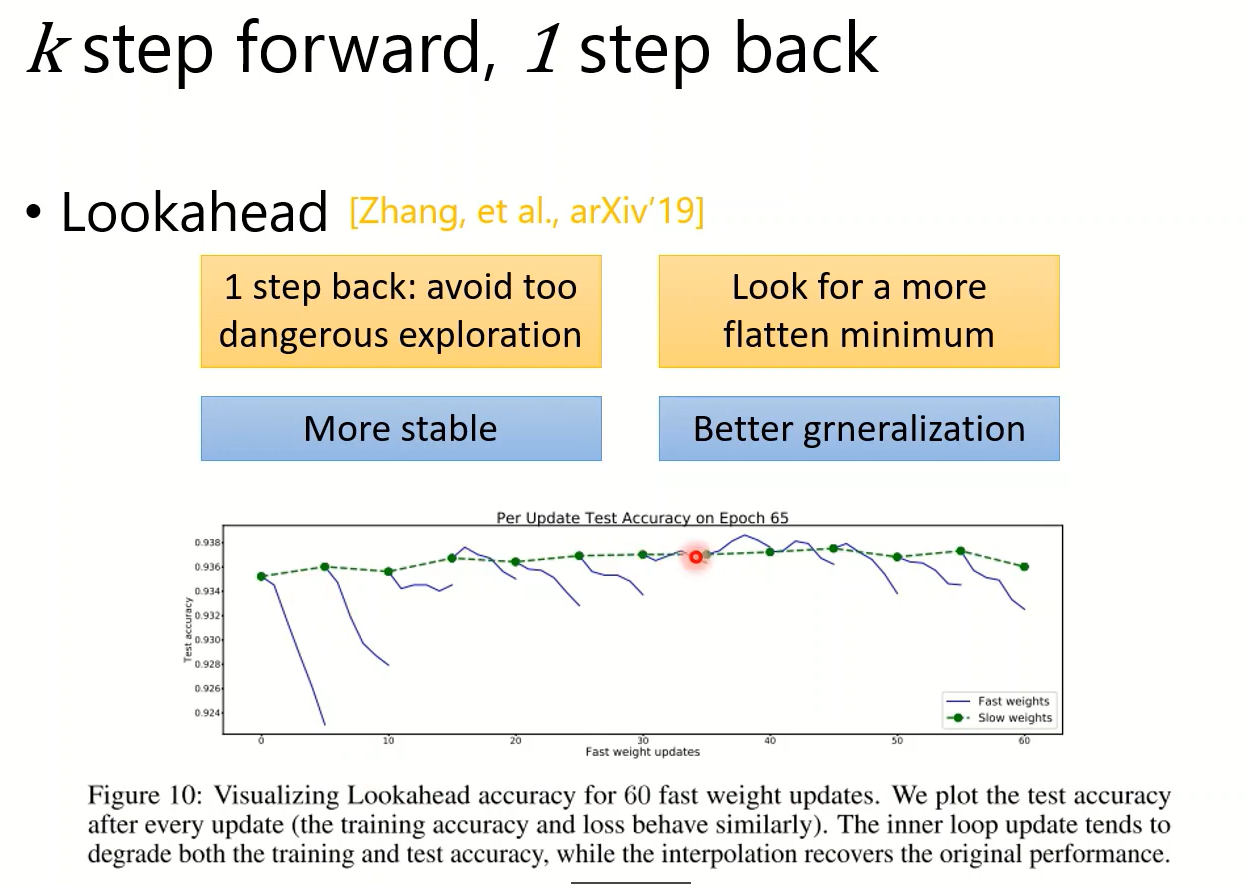 k step forward, 1 step back
• Lookahead [Zhang, et al., arXiv'19]
1 step back: avoid too
dangerous exploration
Look for a more
flatten minimum
More stable
Better grneralization
Per Update Test Accuracy on Epoch 65
Test accuracy
0.938
0.936
0.934
0.932
0.930
0.928
0.926
0.924
Fast weights
Slow weights
0 10 20 30 40 50 60
Fast weight updates
Figure 10: Visualizing Lookahead accuracy for 60 fast weight updates. We plot the test accuracy
after every update (the training accuracy and loss behave similarly). The inner loop update tends to
degrade both the training and test accuracy, while the interpolation recovers the original performance.